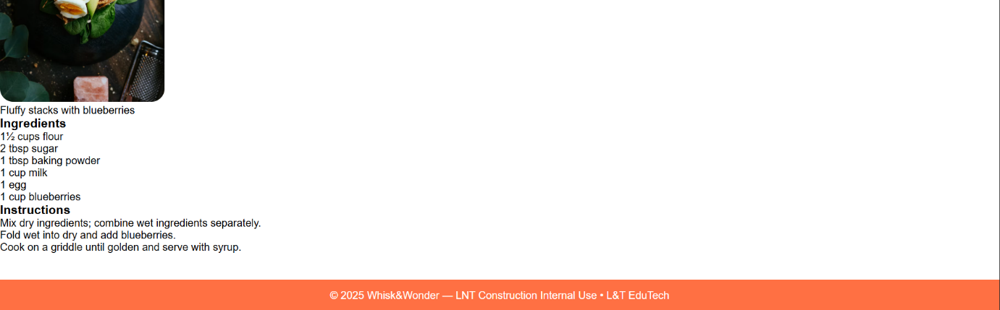 Fluffy stacks with blueberries
Ingredients
1½ cups flour
2 tbsp sugar
1 tbsp baking powder
1 cup milk
1 egg
1 cup blueberries
Instructions
Mix dry ingredients; combine wet ingredients separately.
Fold wet into dry and add blueberries.
Cook on a griddle until golden and serve with syrup.
© 2025 Whisk&Wonder — LNT Construction Internal Use • L&T EduTech